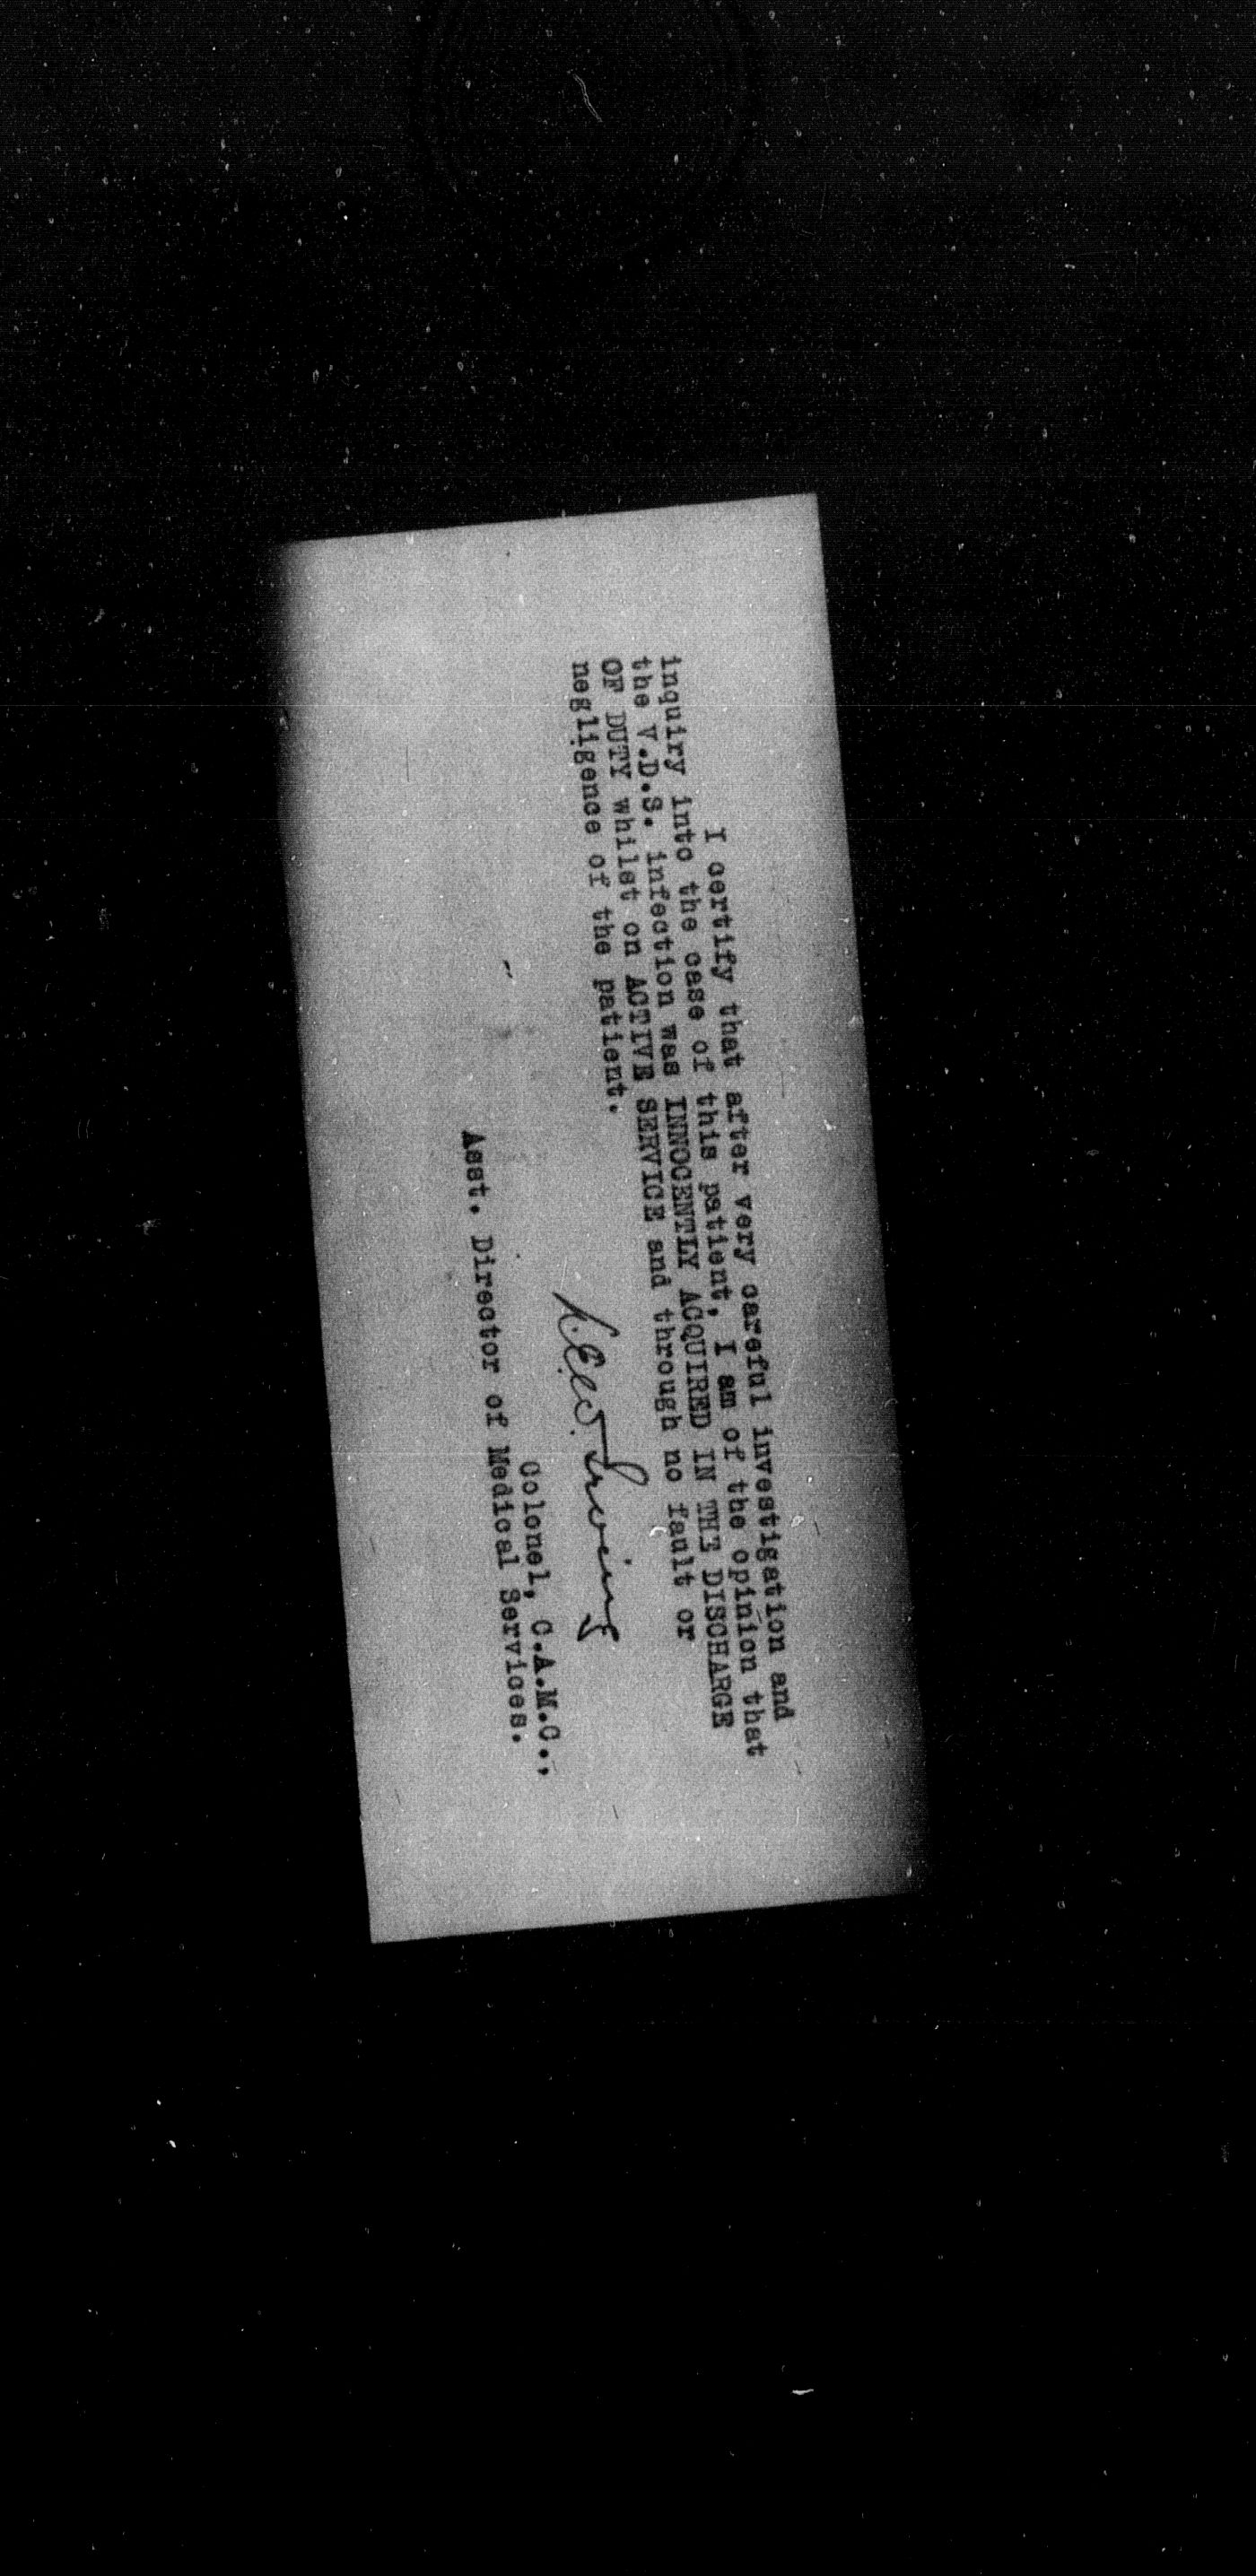 I certify that after very careful investigation and
inquiry into the case of this patient, I am of the opinion that
the V.D.S. infection was INNOCENTLY ACQUIRED IN THE DISCHARGE
OF DUTY whilst on ACTIVE SERVICE and through no fault or
negligence of the patient.
L.E.W. Irving
Colonel, C.A.M.C.,
Asst. Director of Medical Services.